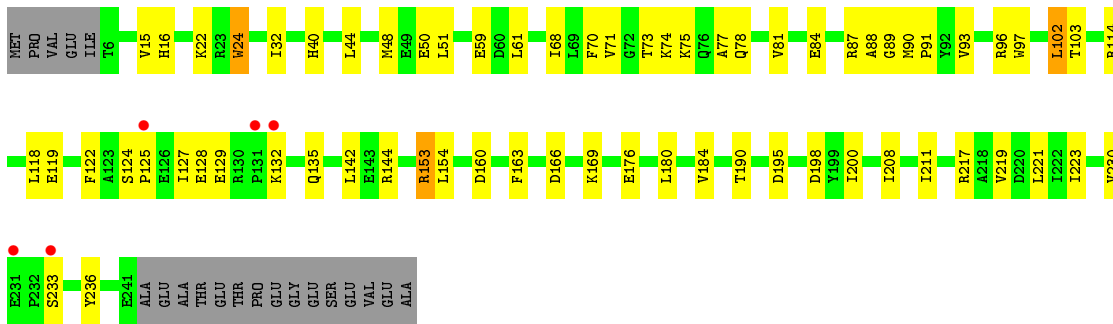 MET PRO VAL GLU ILE T6 V15 H16 K22 R23 W24 I32 H40 L44 M48 E49 E50 L51 E59 D60 L61 I68 L69 F70 V71 G72 T73 K74 K75 Q76 A77 Q78 V81 E84 R87 A88 G89 M90 P91 Y92 V93 R96 W97 L102 T103
L118 E119 F122 A123 S124 P125 E126 I127 E128 E129 R130 P131 K132 Q135 L142 E143 R144 R153 L154 D160 F163 D166 K169 E176 L180 V184 T190 D195 D198 Y199 I200 I208 I211 R217 A218 V219 D220 L221 I222 I223
E231 P232 S233 Y236 E241 ALA GLU ALA THR GLU THR PRO GLU GLY GLU SER GLU VAL GLU ALA